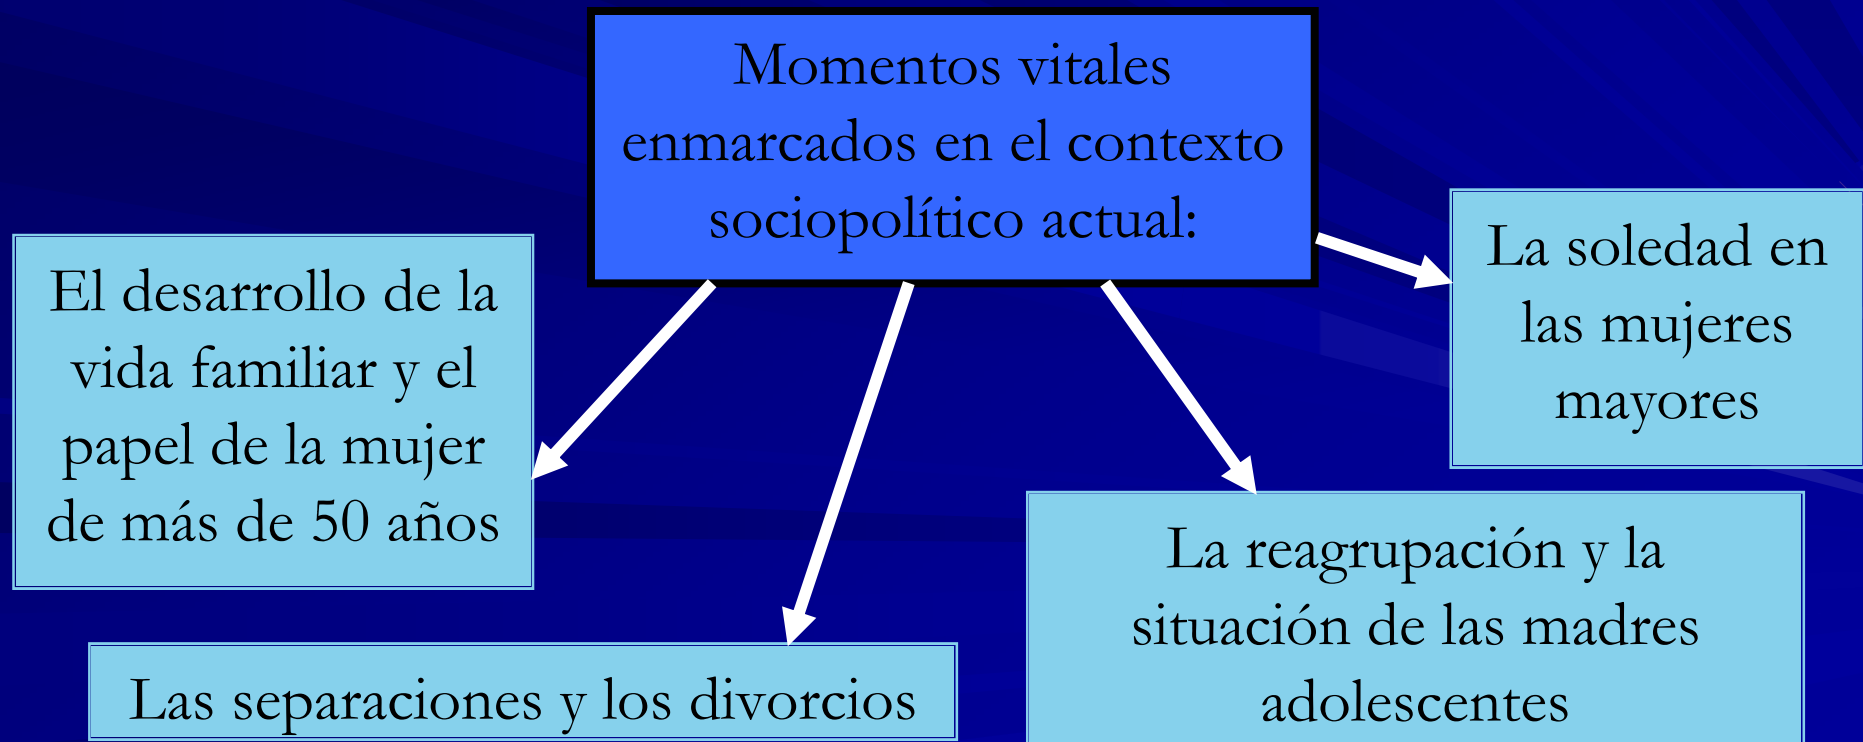 Momentos vitales
enmarcados en el contexto
sociopolítico actual:
El desarrollo de la
vida familiar y el
papel de la mujer
de más de 50 años
Las separaciones y los divorcios
La reagrupación y la
situación de las madres
adolescentes
La soledad en
las mujeres
mayores